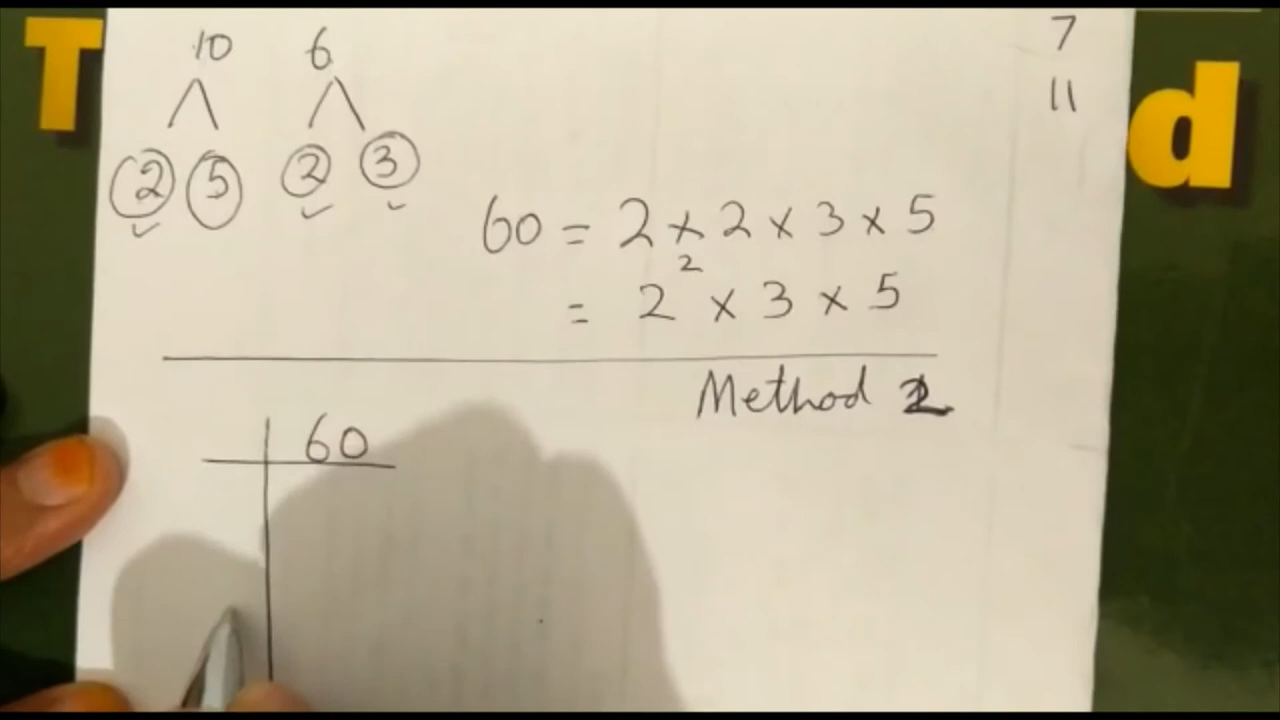 T
d
10 6
2 5 2 3
7
11
60 = 2 × 2 × 3 × 5
= 2² × 3 × 5
Method 2
60